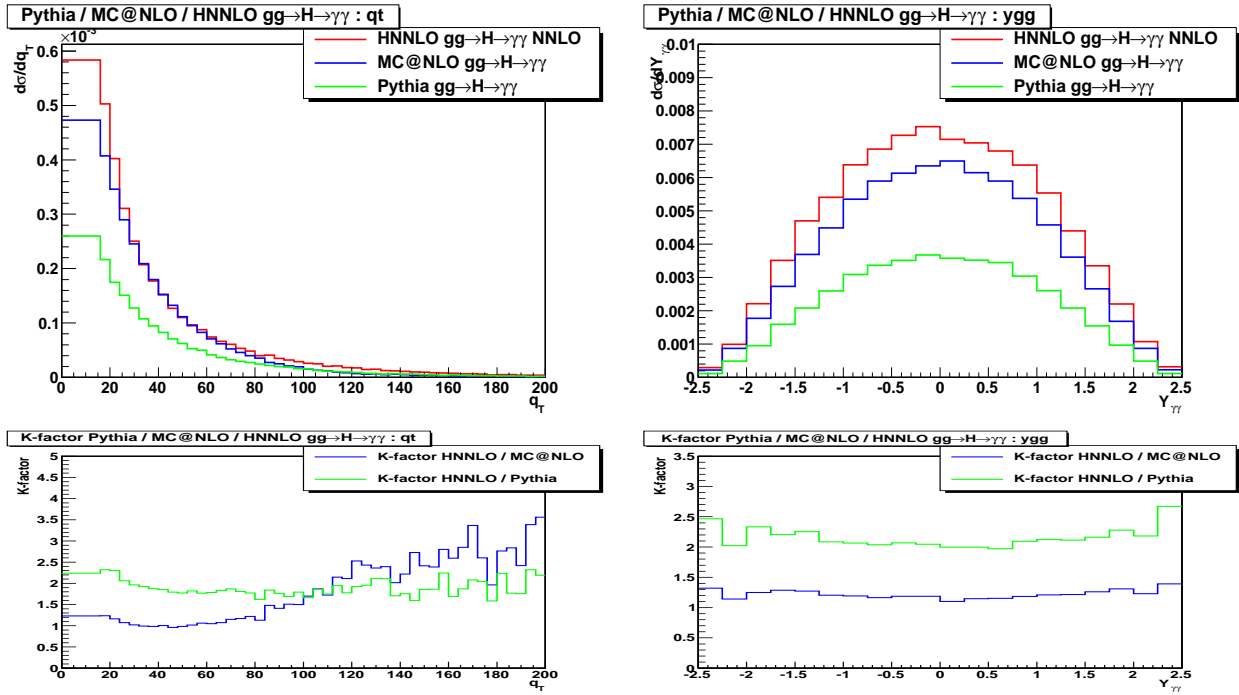 Pythia / MC@NLO / HNNLO gg→H→γγ : qt
×10⁻³
HNNLO gg→H→γγ NNLO
MC@NLO gg→H→γγ
Pythia gg→H→γγ
dσ/dq_T
0.6
0.5
0.4
0.3
0.2
0.1
0
0 20 40 60 80 100 120 140 160 180 200
q_T
Pythia / MC@NLO / HNNLO gg→H→γγ : ygg
HNNLO gg→H→γγ NNLO
MC@NLO gg→H→γγ
Pythia gg→H→γγ
dσ/dY_γγ
0.01
0.009
0.008
0.007
0.006
0.005
0.004
0.003
0.002
0.001
0
-2.5 -2 -1.5 -1 -0.5 0 0.5 1 1.5 2 2.5
Y_γγ
K-factor Pythia / MC@NLO / HNNLO gg→H→γγ : qt
K-factor HNNLO / MC@NLO
K-factor HNNLO / Pythia
K-factor
5
4.5
4
3.5
3
2.5
2
1.5
1
0.5
0
0 20 40 60 80 100 120 140 160 180 200
q_T
K-factor Pythia / MC@NLO / HNNLO gg→H→γγ : ygg
K-factor HNNLO / MC@NLO
K-factor HNNLO / Pythia
K-factor
3.5
3
2.5
2
1.5
1
0.5
0
-2.5 -2 -1.5 -1 -0.5 0 0.5 1 1.5 2 2.5
Y_γγ